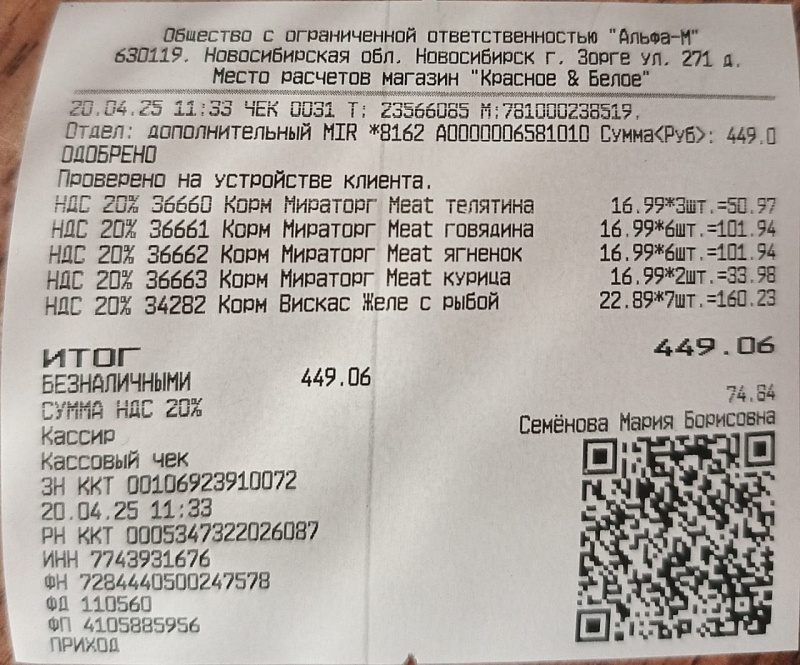 Общество с ограниченной ответственностью "Альфа-М"
630119. Новосибирская обл. Новосибирск г. Зорге ул. 271 д.
Место расчетов магазин "Красное & Белое"
20.04.25 11:33 ЧЕК 0031 Т: 23566085 М:781000238519.
Отдел: дополнительный MIR *8162 A0000006581010 Сумма<Руб>: 449.0
ОДОБРЕНО
Проверено на устройстве клиента.
НДС 20% 36660 Корм Мираторг Meat телятина 16.99*3шт.=50.97
НДС 20% 36661 Корм Мираторг Meat говядина 16.99*6шт.=101.94
НДС 20% 36662 Корм Мираторг Meat ягненок 16.99*6шт.=101.94
НДС 20% 36663 Корм Мираторг Meat курица 16.99*2шт.=33.98
НДС 20% 34282 Корм Вискас Желе с рыбой 22.89*7шт.=160.23
ИТОГ 449.06
БЕЗНАЛИЧНЫМИ 449.06
СУММА НДС 20% 74.84
Кассир Семёнова Мария Борисовна
Кассовый чек
ЗН ККТ 00106923910072
20.04.25 11:33
РН ККТ 0005347322026087
ИНН 7743931676
ФН 7284440500247578
ФД 110560
ФП 4105885956
ПРИХОД